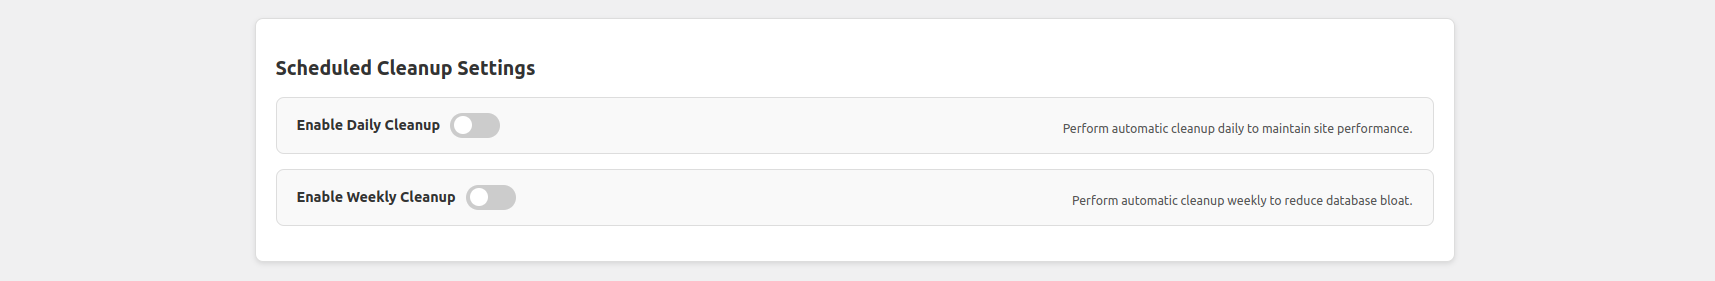 Scheduled Cleanup Settings
Enable Daily Cleanup
Perform automatic cleanup daily to maintain site performance.
Enable Weekly Cleanup
Perform automatic cleanup weekly to reduce database bloat.